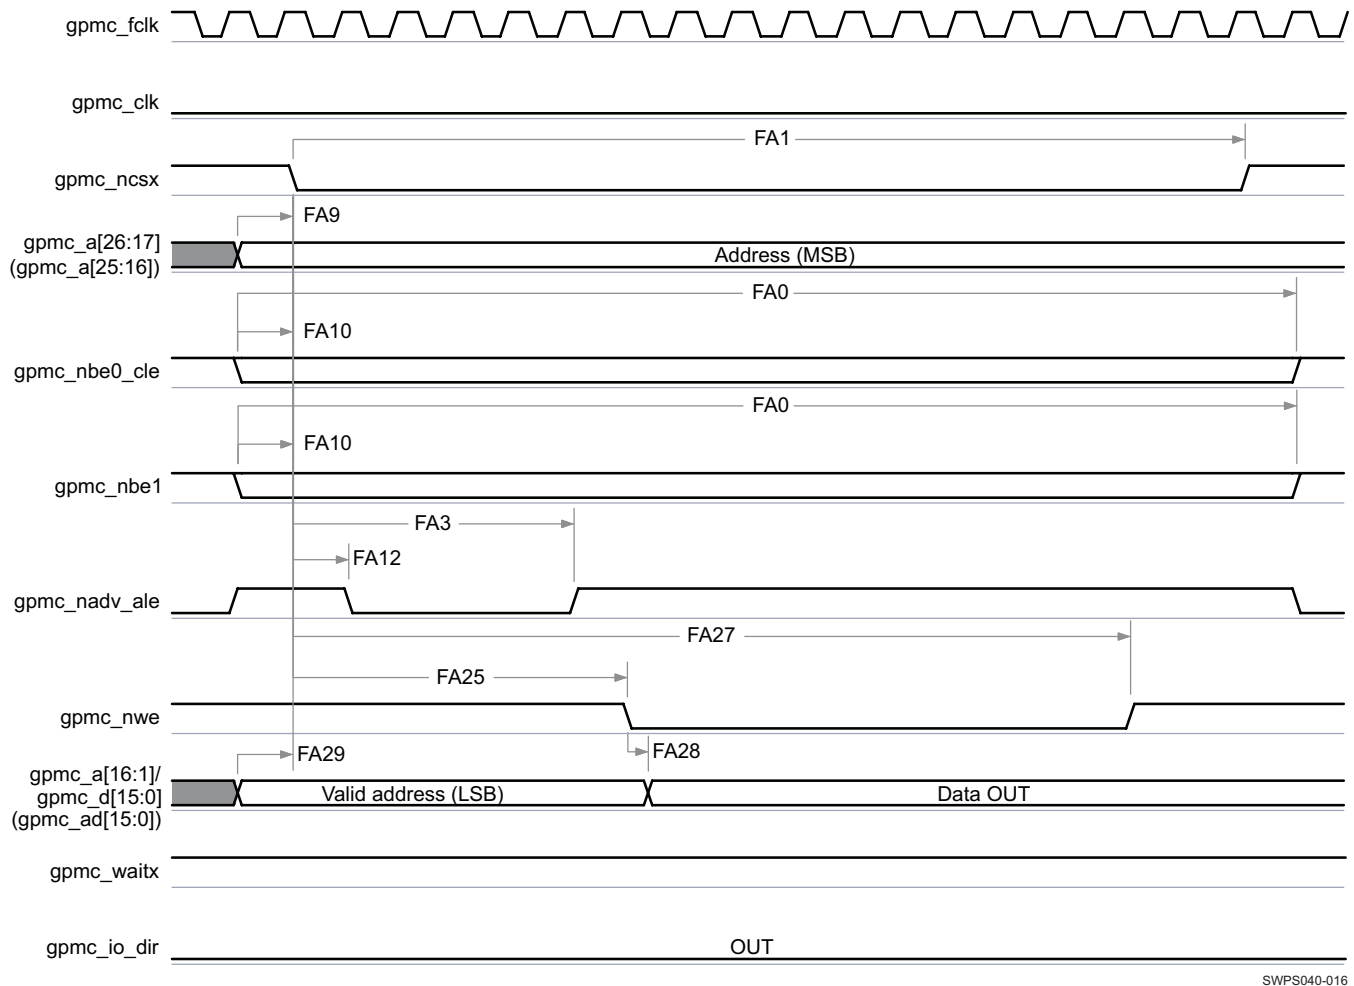 gpmc_fclk
gpmc_clk
FA1
gpmc_ncsx
FA9
gpmc_a[26:17]
(gpmc_a[25:16])
Address (MSB)
FA0
FA10
gpmc_nbe0_cle
FA0
FA10
gpmc_nbe1
FA3
FA12
gpmc_nadv_ale
FA27
FA25
gpmc_nwe
FA29
FA28
gpmc_a[16:1]/
gpmc_d[15:0]
(gpmc_ad[15:0])
Valid address (LSB)
Data OUT
gpmc_waitx
gpmc_io_dir
OUT
SWPS040-016